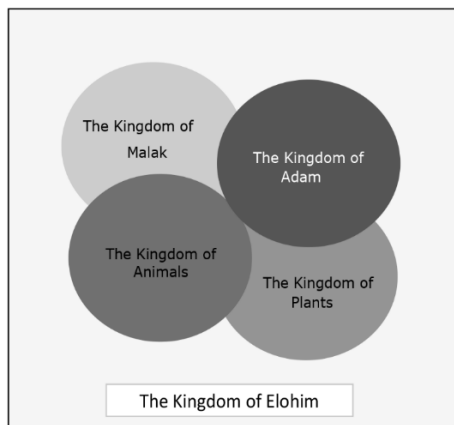 The Kingdom of
Malak
The Kingdom of
Adam
The Kingdom of
Animals
The Kingdom of
Plants
The Kingdom of Elohim